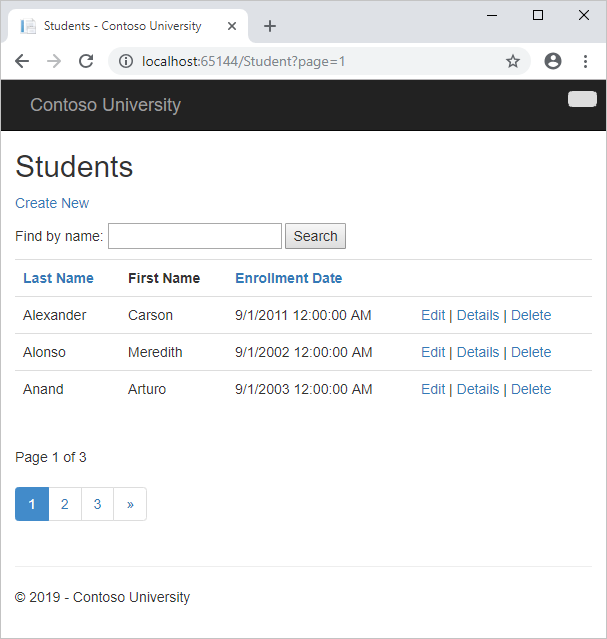 Students - Contoso University
localhost:65144/Student?page=1
Contoso University
Students
Create New
Find by name: Search
Last Name First Name Enrollment Date
Alexander Carson 9/1/2011 12:00:00 AM Edit | Details | Delete
Alonso Meredith 9/1/2002 12:00:00 AM Edit | Details | Delete
Anand Arturo 9/1/2003 12:00:00 AM Edit | Details | Delete
Page 1 of 3
1 2 3 »
© 2019 - Contoso University